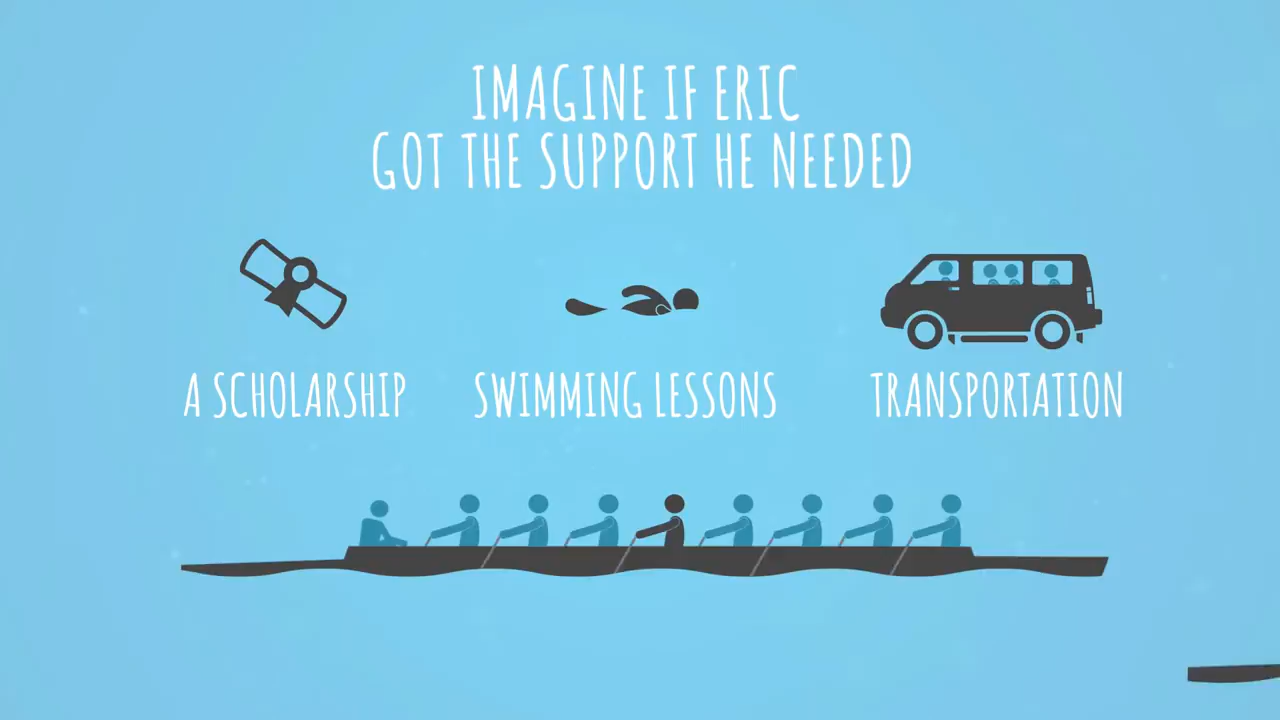 IMAGINE IF ERIC
GOT THE SUPPORT HE NEEDED
A SCHOLARSHIP
SWIMMING LESSONS
TRANSPORTATION